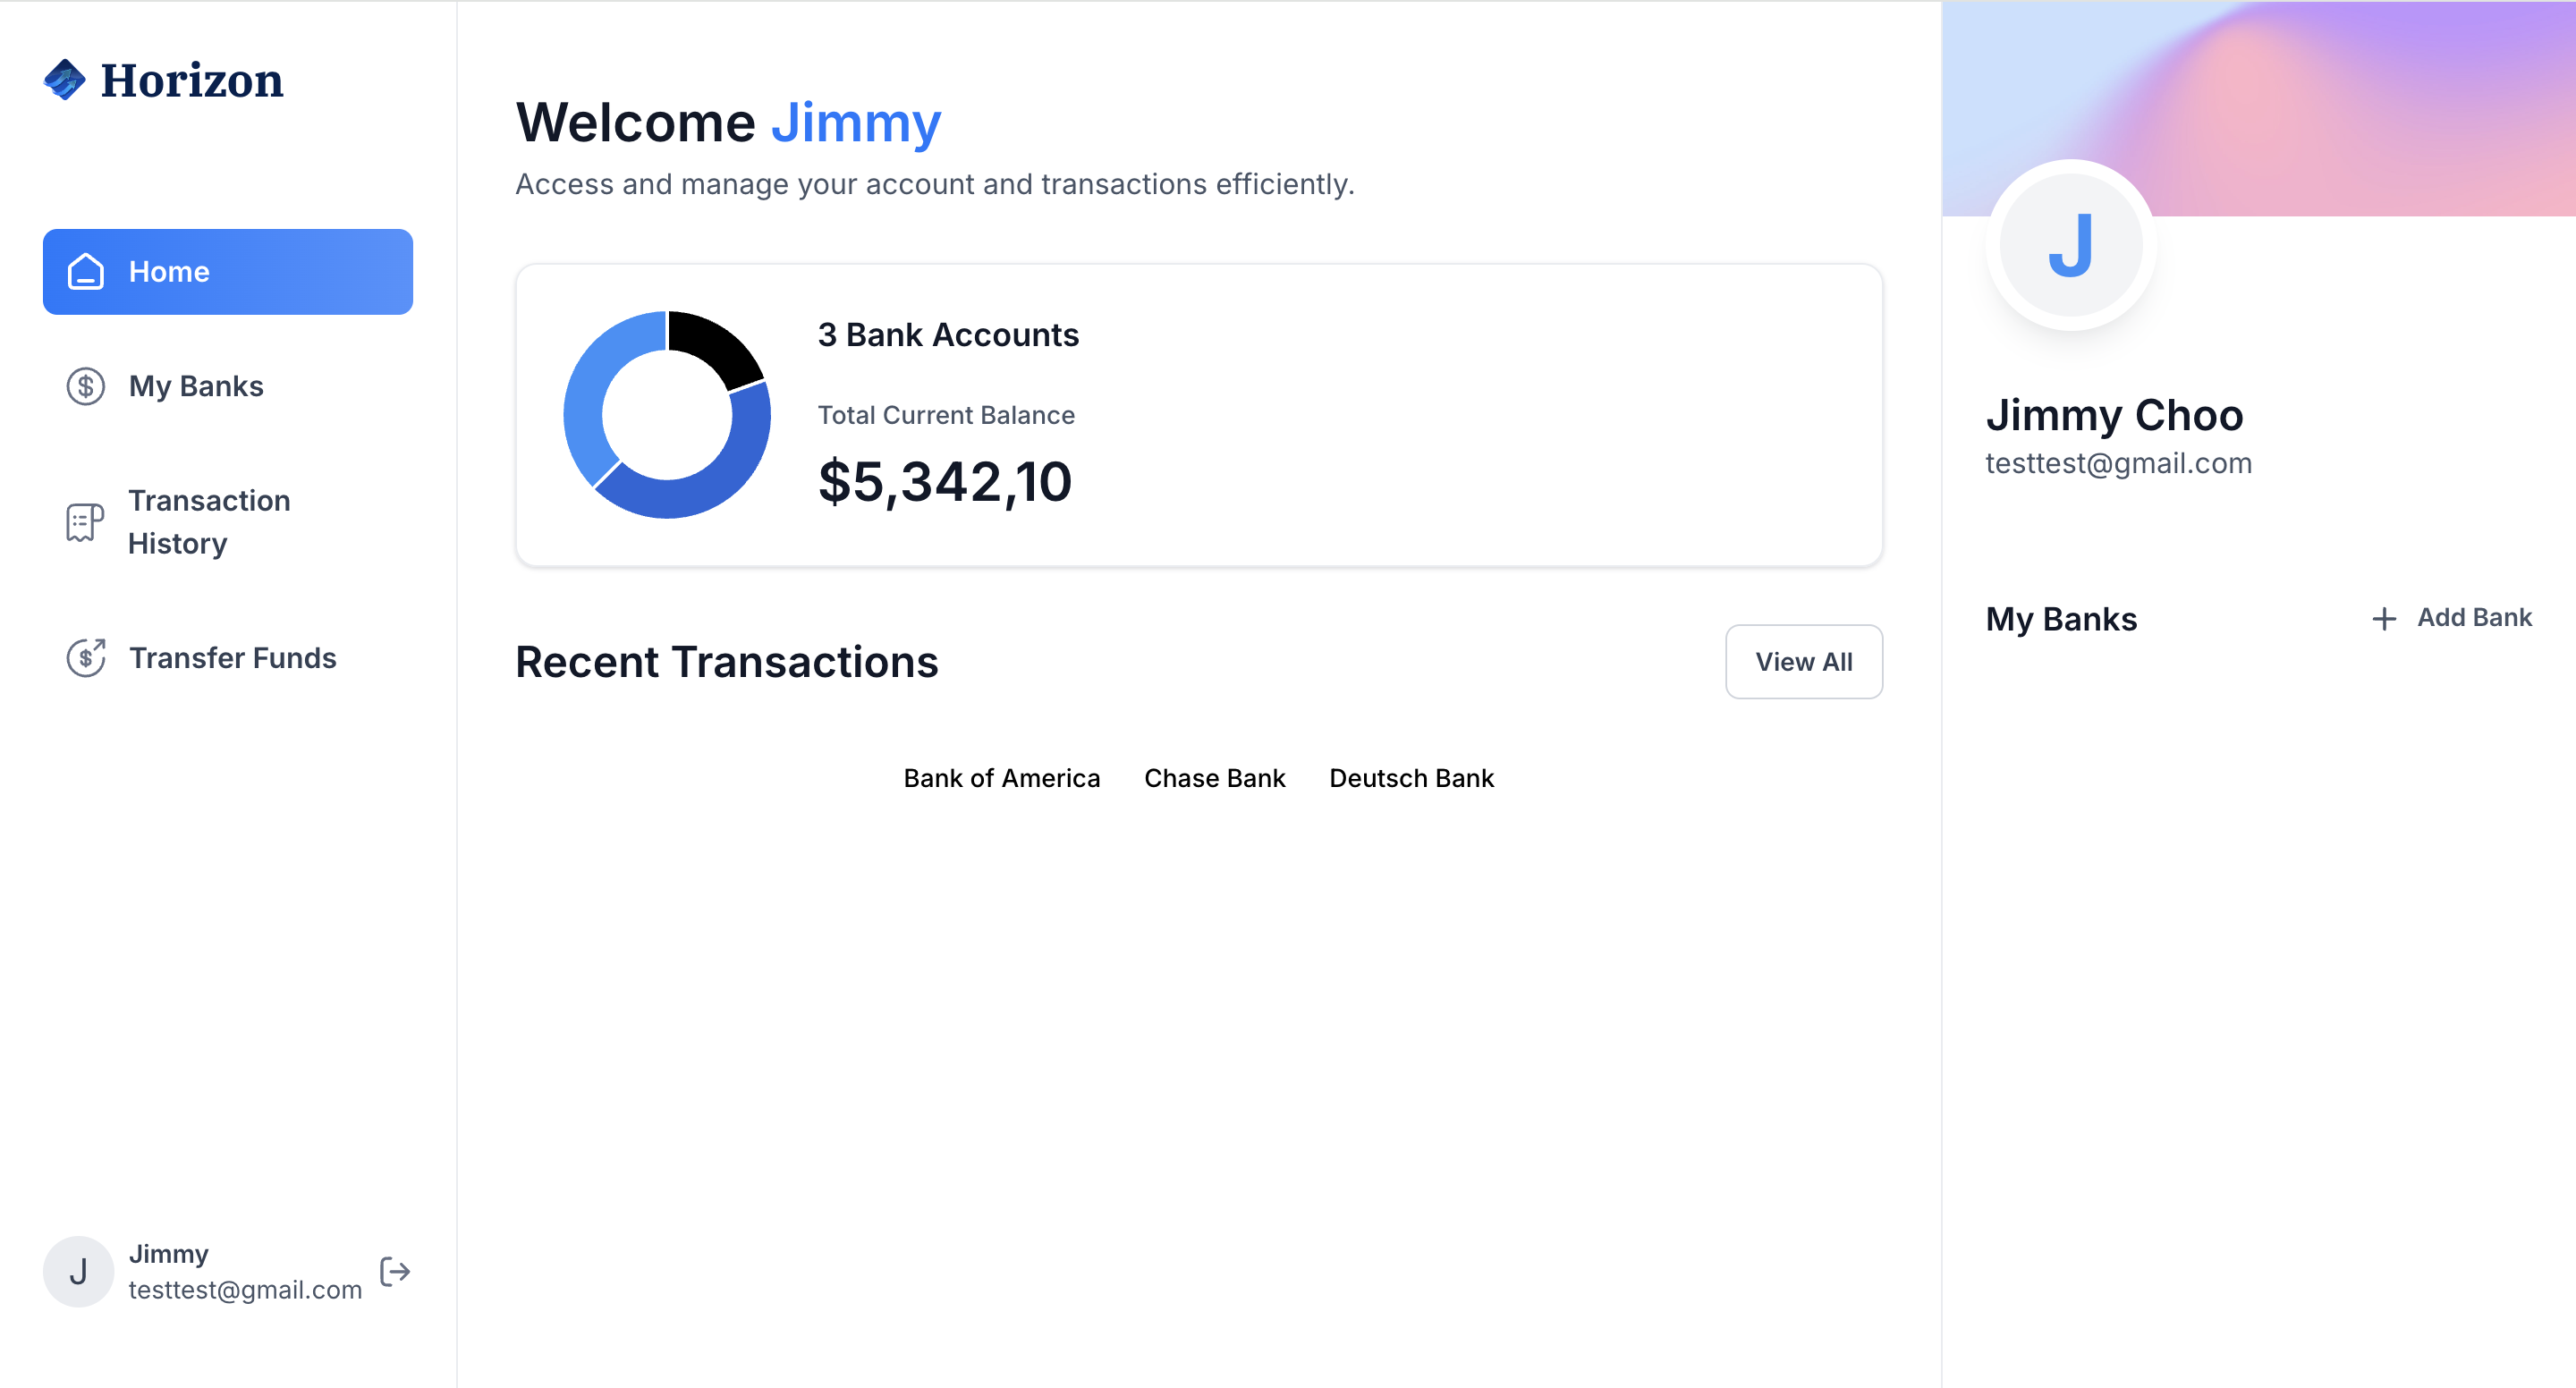 Horizon
Home
My Banks
Transaction
History
Transfer Funds
J
Jimmy
testtest@gmail.com
Welcome Jimmy
Access and manage your account and transactions efficiently.
3 Bank Accounts
Total Current Balance
$5,342,10
Recent Transactions
View All
Bank of America
Chase Bank
Deutsch Bank
J
Jimmy Choo
testtest@gmail.com
My Banks
Add Bank